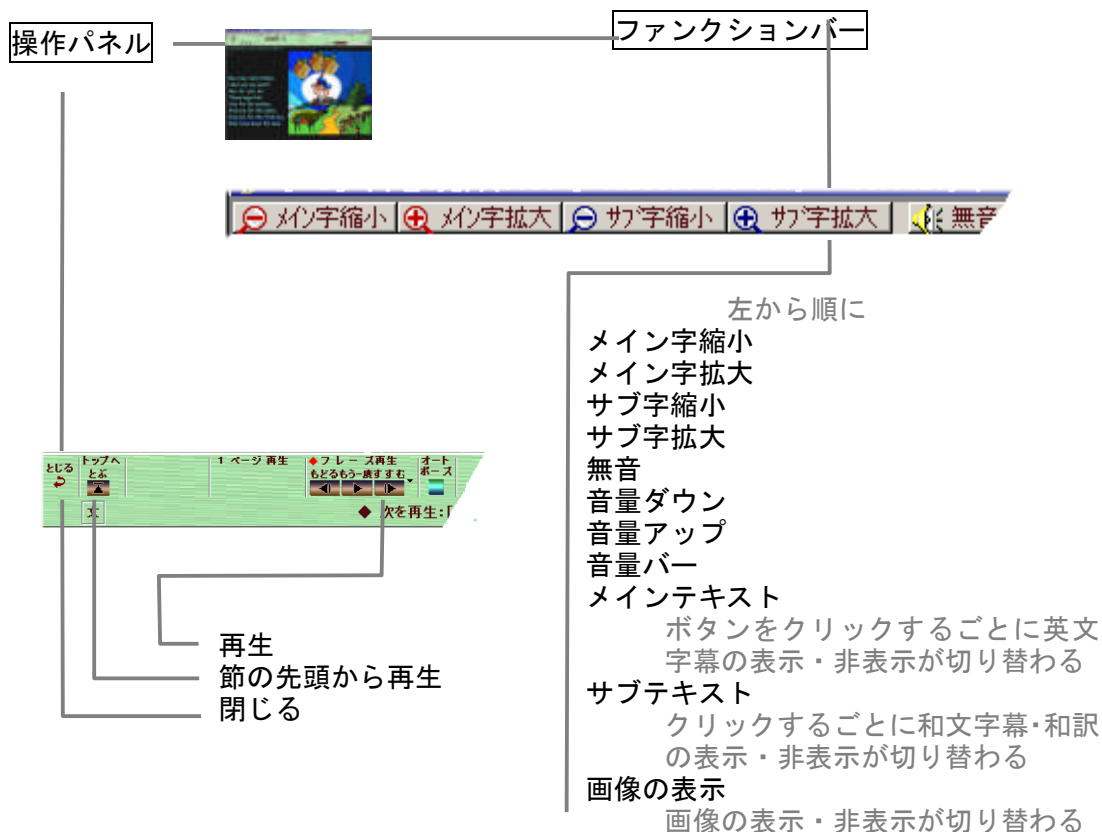 操作パネル
ファンクションバー
メイン字縮小 メイン字拡大 サブ字縮小 サブ字拡大 無音
左から順に
メイン字縮小
メイン字拡大
サブ字縮小
サブ字拡大
無音
音量ダウン
音量アップ
音量バー
メインテキスト
ボタンをクリックするごとに英文
字幕の表示・非表示が切り替わる
サブテキスト
クリックするごとに和文字幕・和訳
の表示・非表示が切り替わる
画像の表示
画像の表示・非表示が切り替わる
とじる
トップへ
とぶ
1 ページ 再生
◆フレーズ再生
もどる もう一度 すすむ
オート
ポーズ
文
◆ 次を再生:「
再生
節の先頭から再生
閉じる